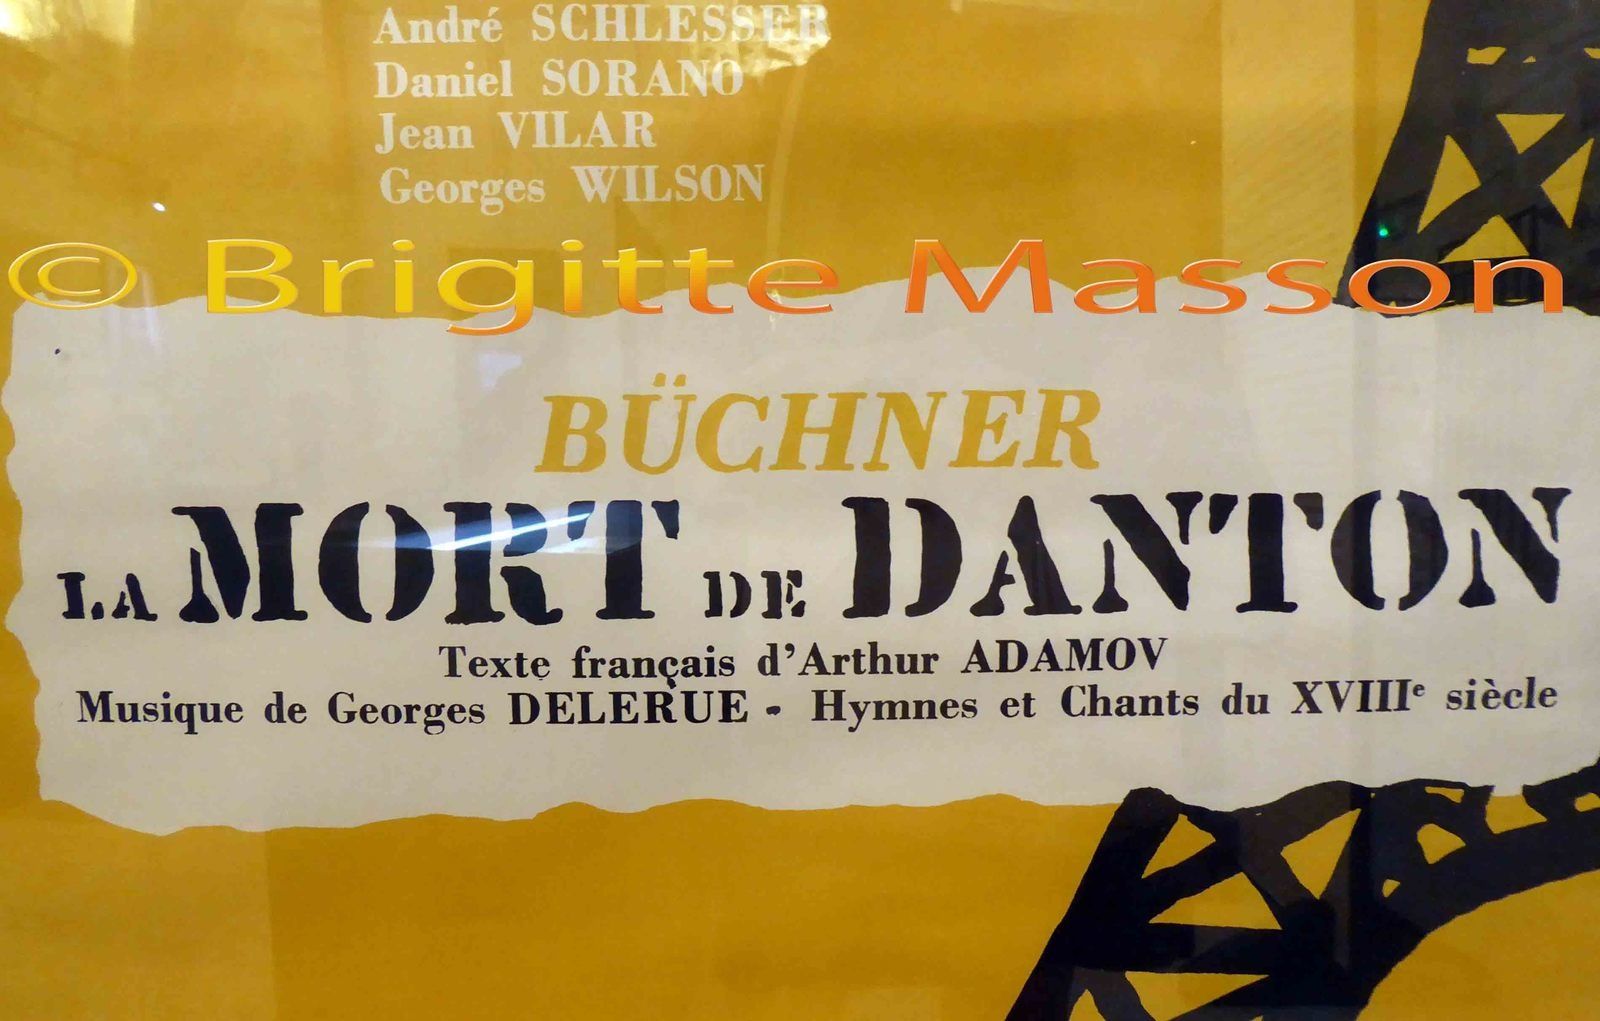 André SCHLESSER
Daniel SORANO
Jean VILAR
Georges WILSON
© Brigitte Masson
BÜCHNER
LA MORT DE DANTON
Texte français d'Arthur ADAMOV
Musique de Georges DELERUE - Hymnes et Chants du XVIIIe siècle